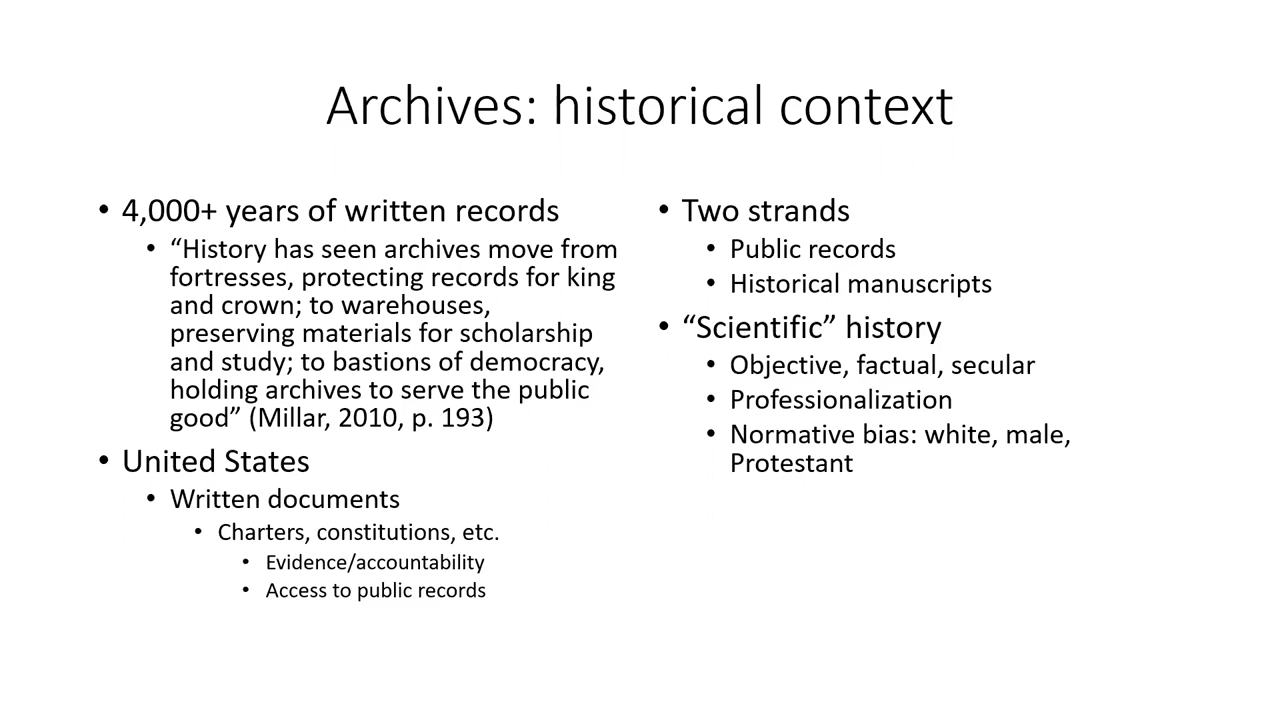 Archives: historical context
• 4,000+ years of written records
• “History has seen archives move from
fortresses, protecting records for king
and crown; to warehouses,
preserving materials for scholarship
and study; to bastions of democracy,
holding archives to serve the public
good” (Millar, 2010, p. 193)
• United States
• Written documents
• Charters, constitutions, etc.
• Evidence/accountability
• Access to public records
• Two strands
• Public records
• Historical manuscripts
• “Scientific” history
• Objective, factual, secular
• Professionalization
• Normative bias: white, male,
Protestant